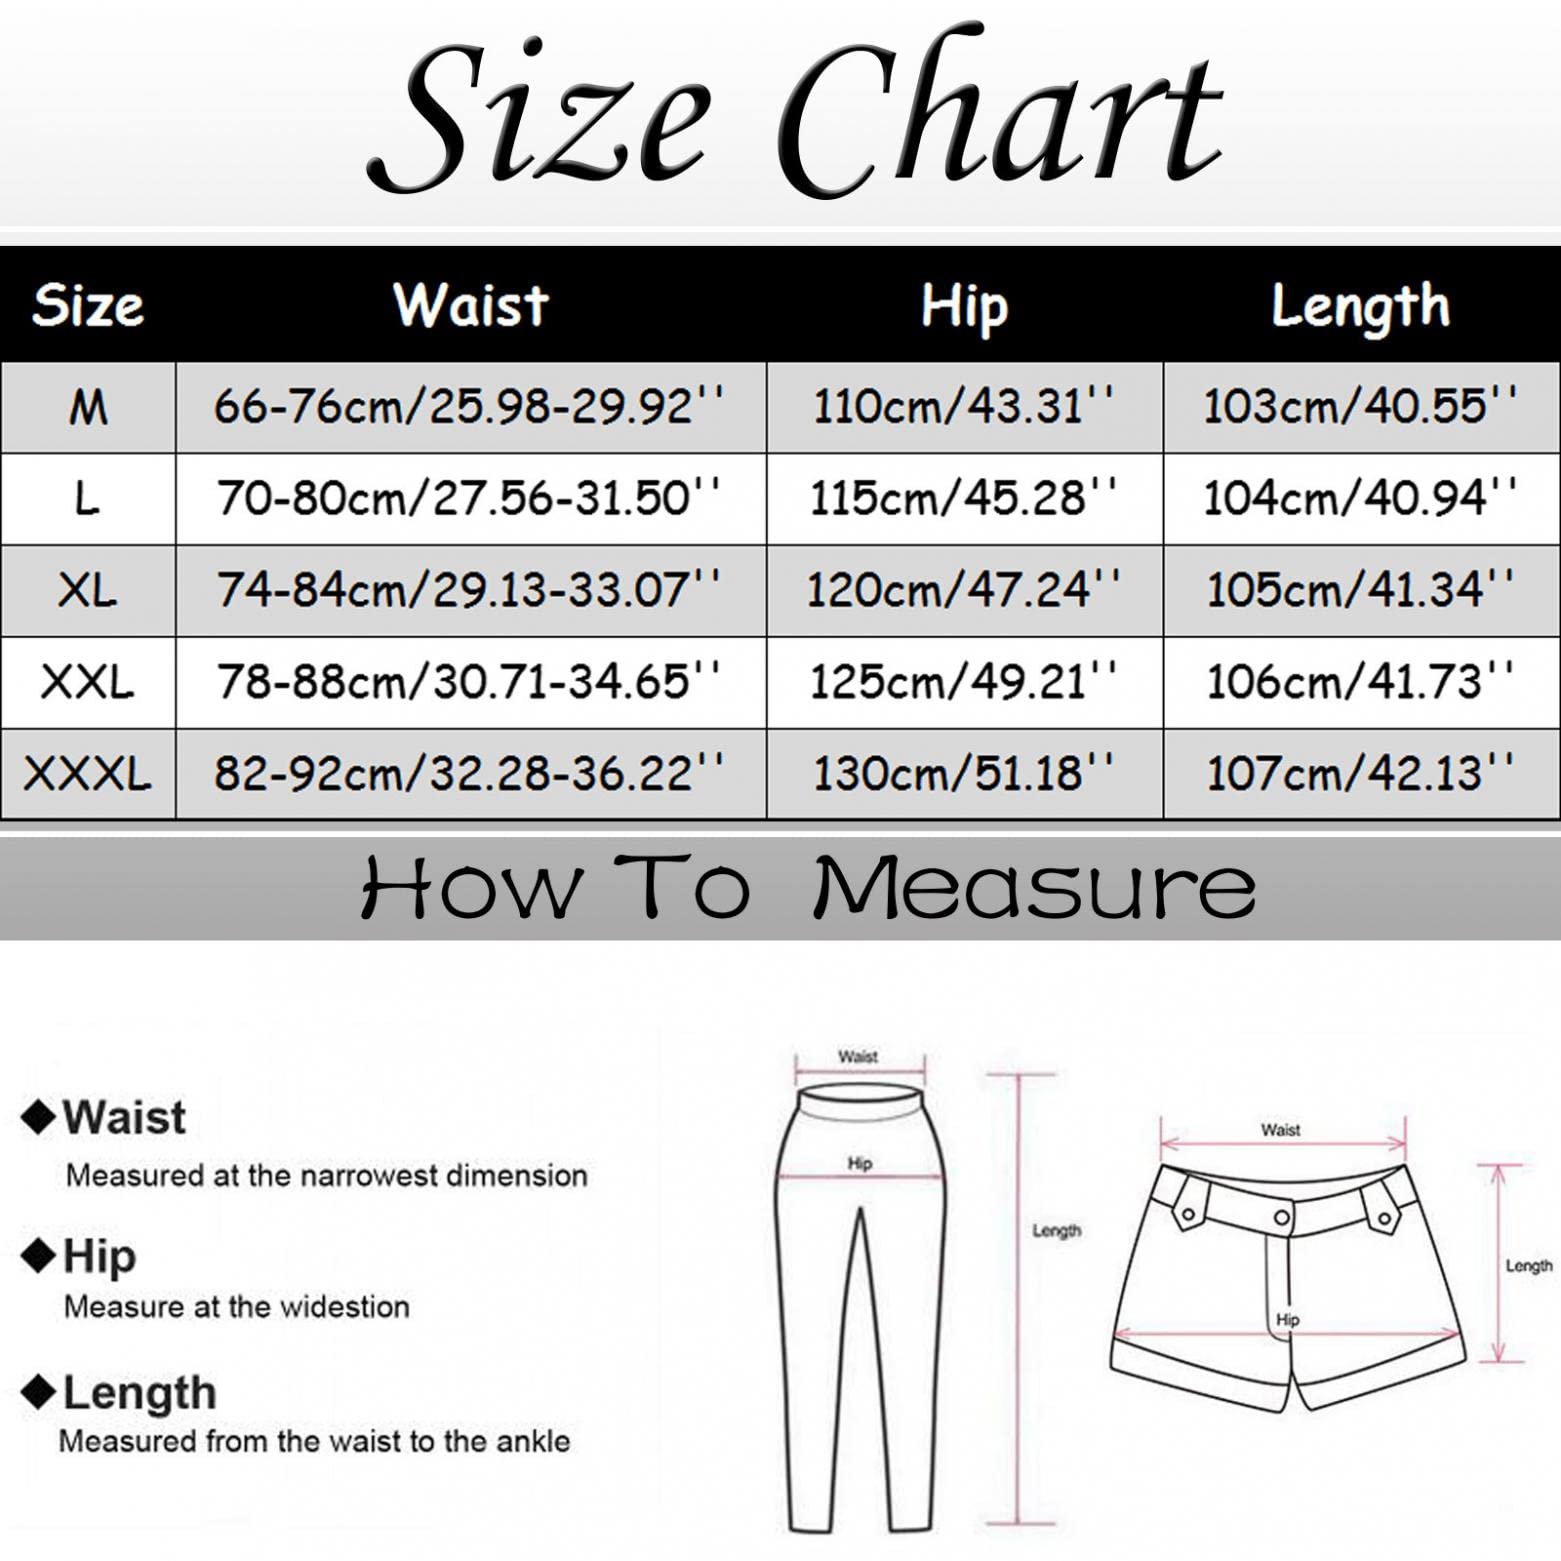 Size Chart
Size Waist Hip Length
M 66-76cm/25.98-29.92'' 110cm/43.31'' 103cm/40.55''
L 70-80cm/27.56-31.50'' 115cm/45.28'' 104cm/40.94''
XL 74-84cm/29.13-33.07'' 120cm/47.24'' 105cm/41.34''
XXL 78-88cm/30.71-34.65'' 125cm/49.21'' 106cm/41.73''
XXXL 82-92cm/32.28-36.22'' 130cm/51.18'' 107cm/42.13''
How To Measure
◆Waist
Measured at the narrowest dimension
◆Hip
Measure at the widestion
◆Length
Measured from the waist to the ankle
Waist
Hip
Length
Waist
Hip
Length